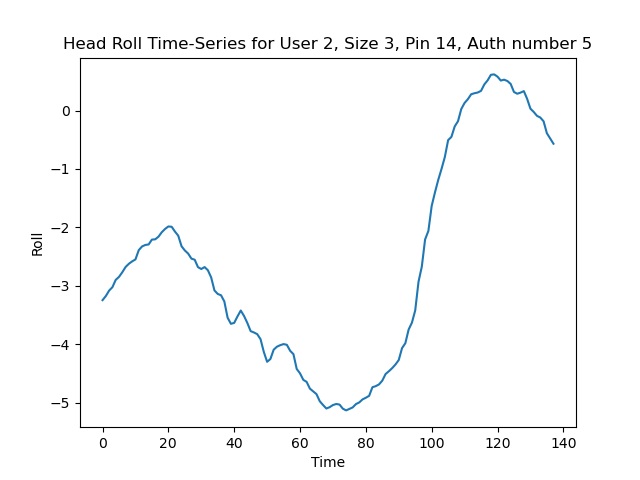 Head Roll Time-Series for User 2, Size 3, Pin 14, Auth number 5
0
−1
−2
−3
−4
−5
Roll
0 20 40 60 80 100 120 140
Time